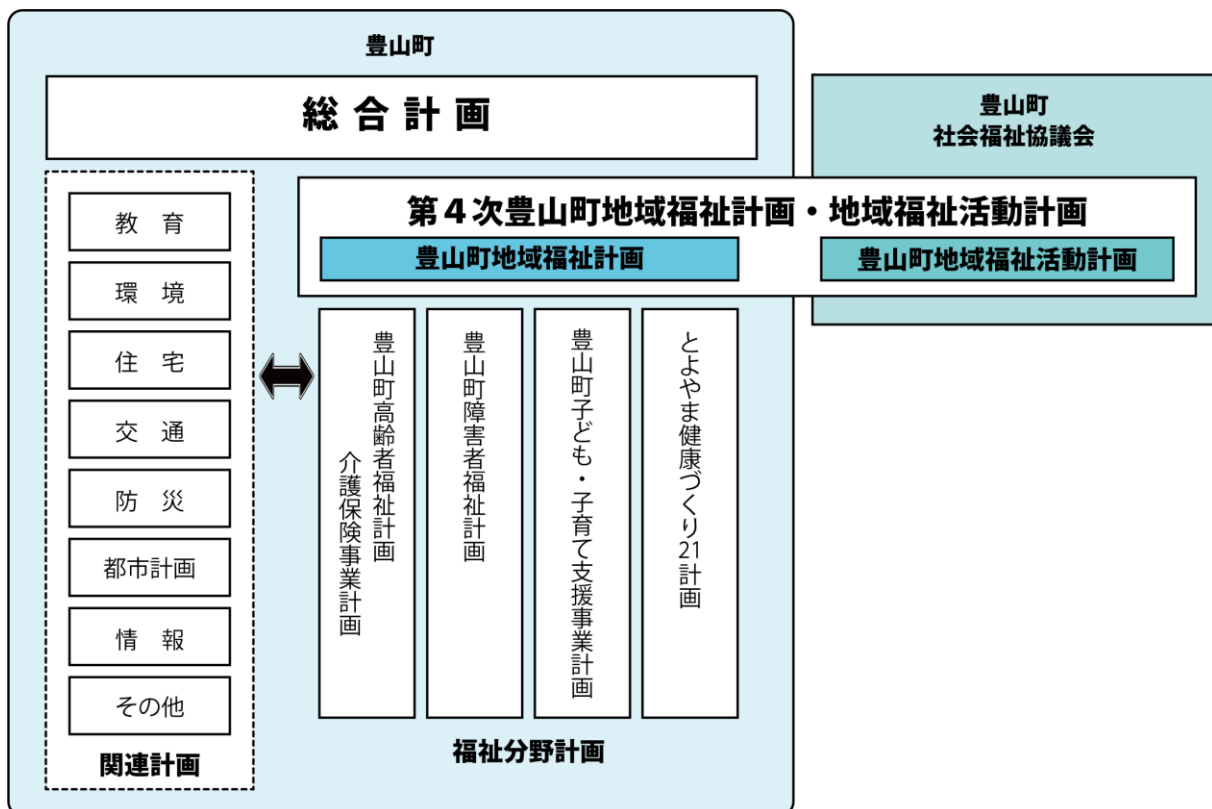 豊山町
総合計画
豊山町
社会福祉協議会
第4次豊山町地域福祉計画・地域福祉活動計画
豊山町地域福祉計画
豊山町地域福祉活動計画
教　育
環　境
住　宅
交　通
防　災
都市計画
情　報
その他
関連計画
豊山町高齢者福祉計画
介護保険事業計画
豊山町障害者福祉計画
豊山町子ども・子育て支援事業計画
とよやま健康づくり21計画
福祉分野計画